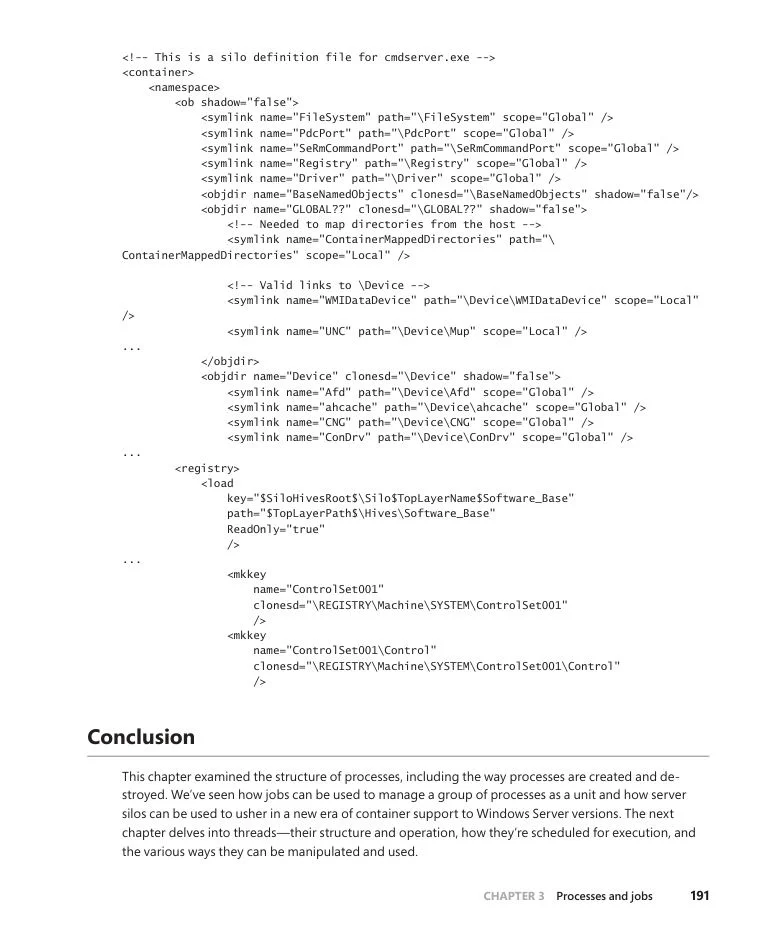 <!-- This is a silo definition file for cmdserver.exe -->
<container>
    <namespace>
        <ob shadow="false">
            <symlink name="FileSystem" path="\FileSystem" scope="Global" />
            <symlink name="PdcPort" path="\PdcPort" scope="Global" />
            <symlink name="SeRmCommandPort" path="\SeRmCommandPort" scope="Global" />
            <symlink name="Registry" path="\Registry" scope="Global" />
            <symlink name="Driver" path="\Driver" scope="Global" />
            <objdir name="BaseNamedObjects" clonesd="\BaseNamedObjects" shadow="false"/>
            <objdir name="GLOBAL??" clonesd="\GLOBAL??" shadow="false">
                <!-- Needed to map directories from the host -->
                <symlink name="ContainerMappedDirectories" path="\
ContainerMappedDirectories" scope="Local" />
                <!-- Valid links to \Device -->
                <symlink name="WMIDataDevice" path="\Device\WMIDataDevice" scope="Local"
/>
                <symlink name="UNC" path="\Device\Mup" scope="Local" />
...
            </objdir>
            <objdir name="Device" clonesd="\Device" shadow="false">
                <symlink name="Afd" path="\Device\Afd" scope="Global" />
                <symlink name="ahcache" path="\Device\ahcache" scope="Global" />
                <symlink name="CNG" path="\Device\CNG" scope="Global" />
                <symlink name="ConDrv" path="\Device\ConDrv" scope="Global" />
...
        <registry>
            <load
                key="$SiloHivesRoot$\Silo$TopLayerName$Software_Base"
                path="$TopLayerPath$\Hives\Software_Base"
                ReadOnly="true"
                />
...
                <mkkey
                    name="ControlSet001"
                    clonesd="\REGISTRY\Machine\SYSTEM\ControlSet001"
                    />
                <mkkey
                    name="ControlSet001\Control"
                    clonesd="\REGISTRY\Machine\SYSTEM\ControlSet001\Control"
                    />
Conclusion
This chapter examined the structure of processes, including the way processes are created and de-
stroyed. We've seen how jobs can be used to manage a group of processes as a unit and how server
silos can be used to usher in a new era of container support to Windows Server versions. The next
chapter delves into threads—their structure and operation, how they're scheduled for execution, and
the various ways they can be manipulated and used.
CHAPTER 3 Processes and jobs 191